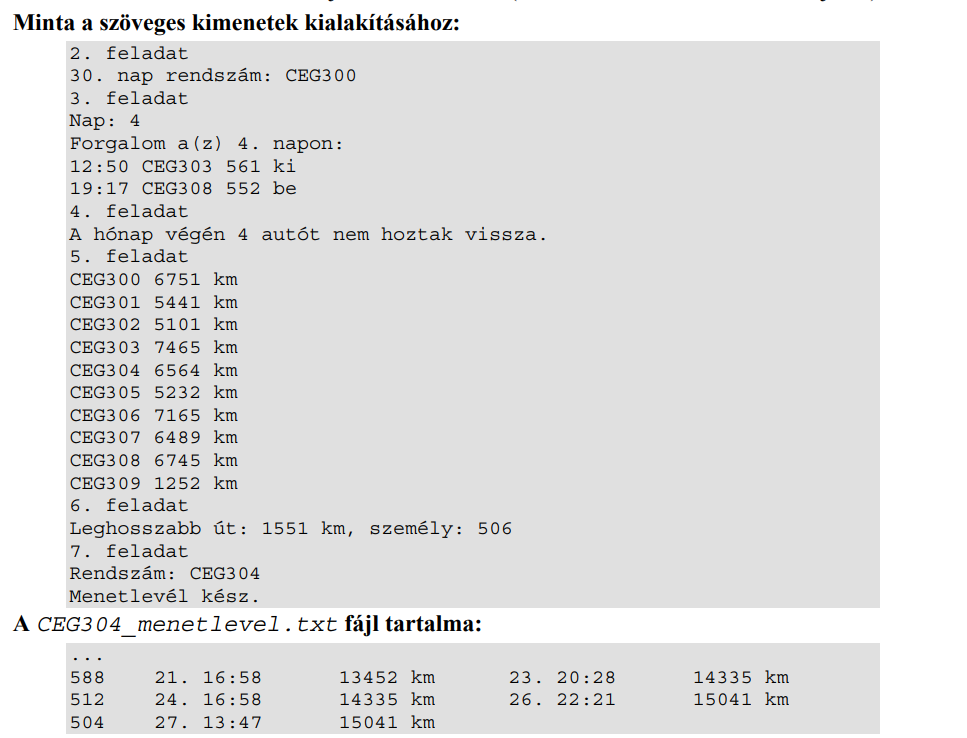 Minta a szöveges kimenetek kialakításához:
2. feladat
30. nap rendszám: CEG300
3. feladat
Nap: 4
Forgalom a(z) 4. napon:
12:50 CEG303 561 ki
19:17 CEG308 552 be
4. feladat
A hónap végén 4 autót nem hoztak vissza.
5. feladat
CEG300 6751 km
CEG301 5441 km
CEG302 5101 km
CEG303 7465 km
CEG304 6564 km
CEG305 5232 km
CEG306 7165 km
CEG307 6489 km
CEG308 6745 km
CEG309 1252 km
6. feladat
Leghosszabb út: 1551 km, személy: 506
7. feladat
Rendszám: CEG304
Menetlevél kész.
A CEG304_menetlevel.txt fájl tartalma:
...
588 21. 16:58 13452 km 23. 20:28 14335 km
512 24. 16:58 14335 km 26. 22:21 15041 km
504 27. 13:47 15041 km